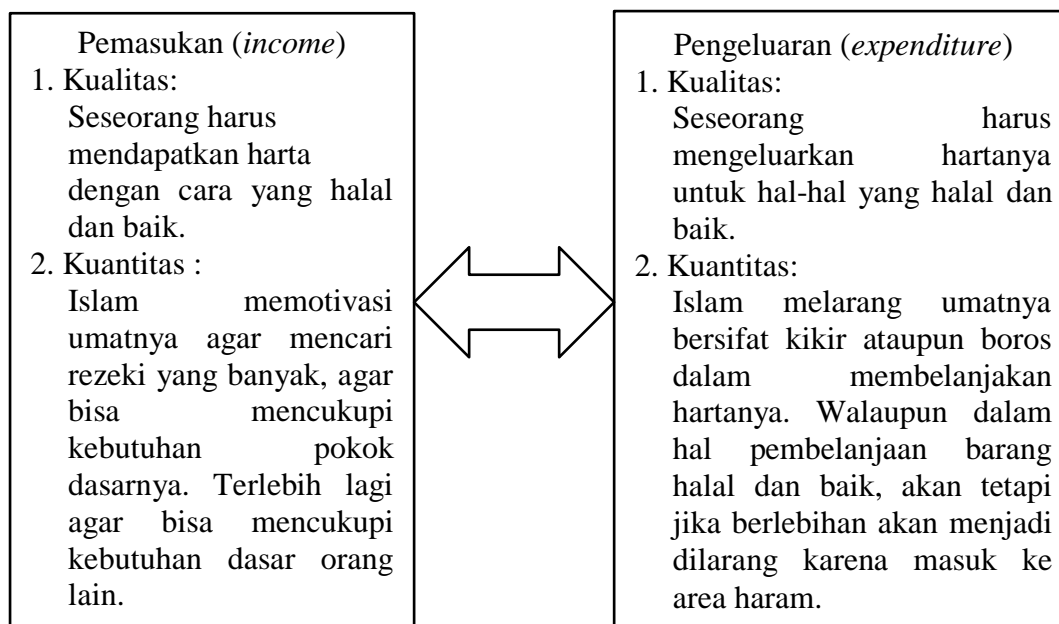 Pemasukan (income)
1. Kualitas:
Seseorang harus
mendapatkan harta
dengan cara yang halal
dan baik.
2. Kuantitas :
Islam memotivasi
umatnya agar mencari
rezeki yang banyak, agar
bisa mencukupi
kebutuhan pokok
dasarnya. Terlebih lagi
agar bisa mencukupi
kebutuhan dasar orang
lain.
Pengeluaran (expenditure)
1. Kualitas:
Seseorang harus
mengeluarkan hartanya
untuk hal-hal yang halal dan
baik.
2. Kuantitas:
Islam melarang umatnya
bersifat kikir ataupun boros
dalam membelanjakan
hartanya. Walaupun dalam
hal pembelanjaan barang
halal dan baik, akan tetapi
jika berlebihan akan menjadi
dilarang karena masuk ke
area haram.